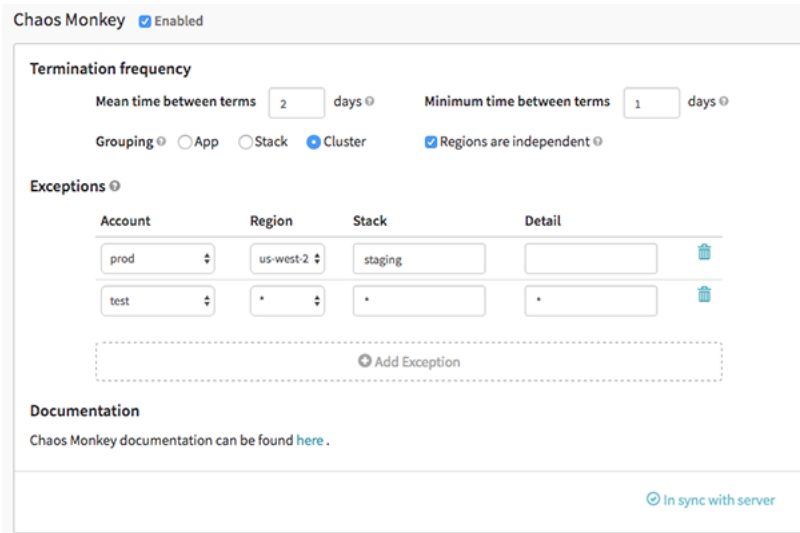 Chaos Monkey Enabled
Termination frequency
Mean time between terms 2 days Minimum time between terms 1 days
Grouping App Stack Cluster Regions are independent
Exceptions
Account Region Stack Detail
prod us-west-2 staging
test * * *
Add Exception
Documentation
Chaos Monkey documentation can be found here .
In sync with server